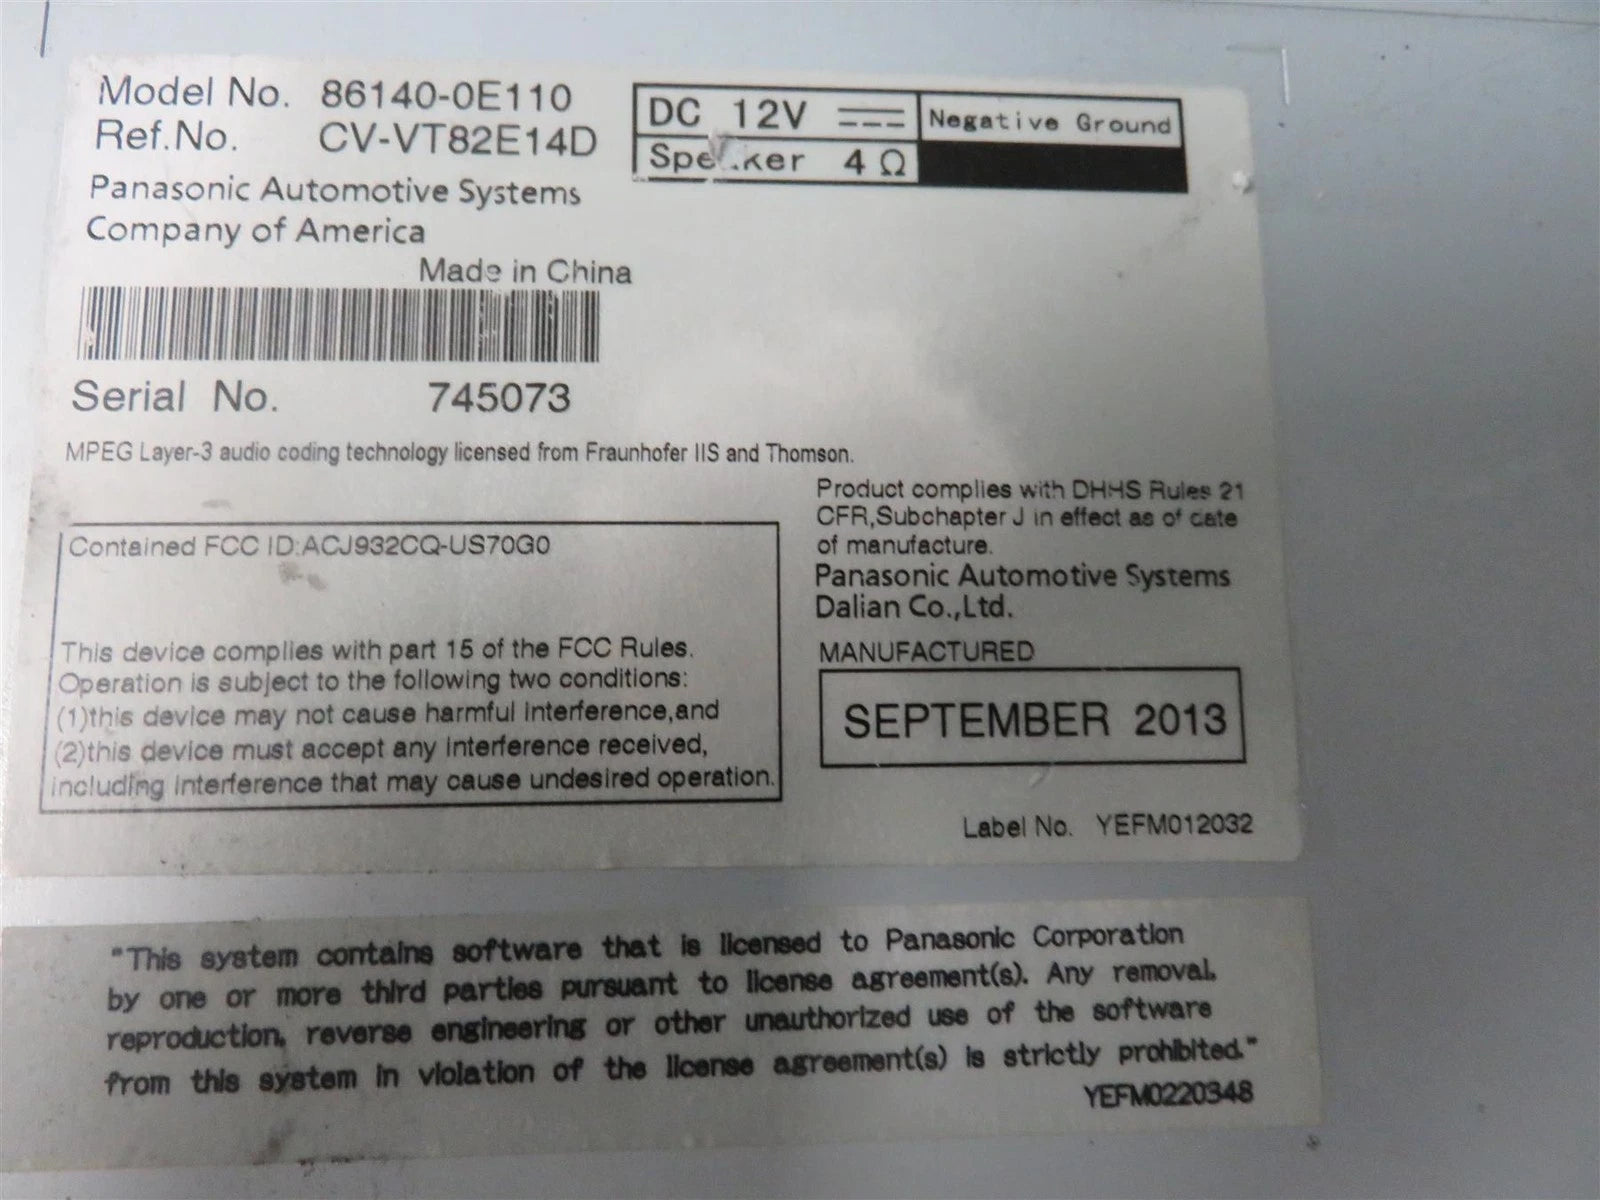 Model No. 86140-0E110
Ref.No. CV-VT82E14D
Panasonic Automotive Systems
Company of America
Made in China
DC 12V Negative Ground
Speaker 4 Ω
Serial No. 745073
MPEG Layer-3 audio coding technology licensed from Fraunhofer IIS and Thomson.
Contained FCC ID:ACJ932CQ-US70G0
This device complies with part 15 of the FCC Rules.
Operation is subject to the following two conditions:
(1)this device may not cause harmful interference,and
(2)this device must accept any interference received,
including interference that may cause undesired operation.
Product complies with DHHS Rules 21
CFR,Subchapter J in effect as of date
of manufacture.
Panasonic Automotive Systems
Dalian Co.,Ltd.
MANUFACTURED
SEPTEMBER 2013
Label No. YEFM012032
"This system contains software that is licensed to Panasonic Corporation
by one or more third parties pursuant to license agreement(s). Any removal,
reproduction, reverse engineering or other unauthorized use of the software
from this system in violation of the license agreement(s) is strictly prohibited."
YEFM0220348